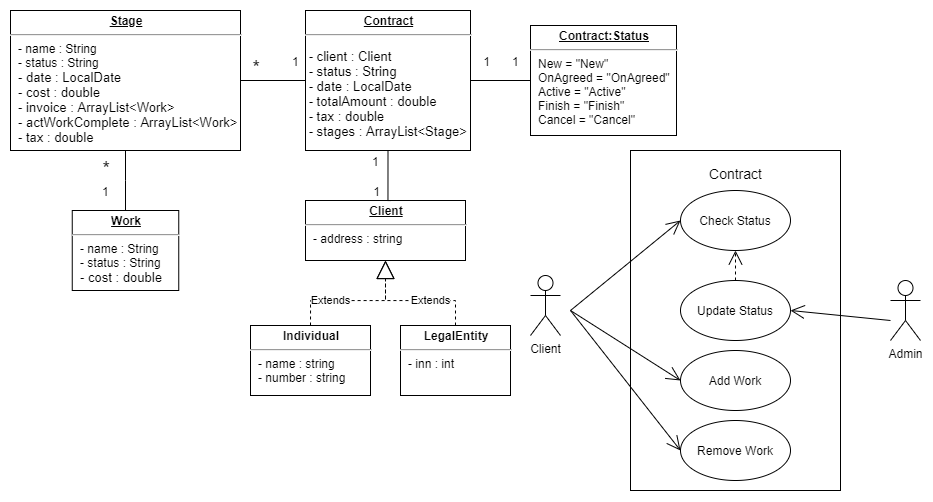 Stage
- name : String
- status : String
- date : LocalDate
- cost : double
- invoice : ArrayList<Work>
- actWorkComplete : ArrayList<Work>
- tax : double
*
1
Contract
- client : Client
- status : String
- date : LocalDate
- totalAmount : double
- tax : double
- stages : ArrayList<Stage>
1
1
Contract:Status
New = "New"
OnAgreed = "OnAgreed"
Active = "Active"
Finish = "Finish"
Cancel = "Cancel"
*
1
Work
- name : String
- status : String
- cost : double
1
1
Client
- address : string
Extends
Extends
Individual
- name : string
- number : string
LegalEntity
- inn : int
Contract
Check Status
Update Status
Add Work
Remove Work
Client
Admin